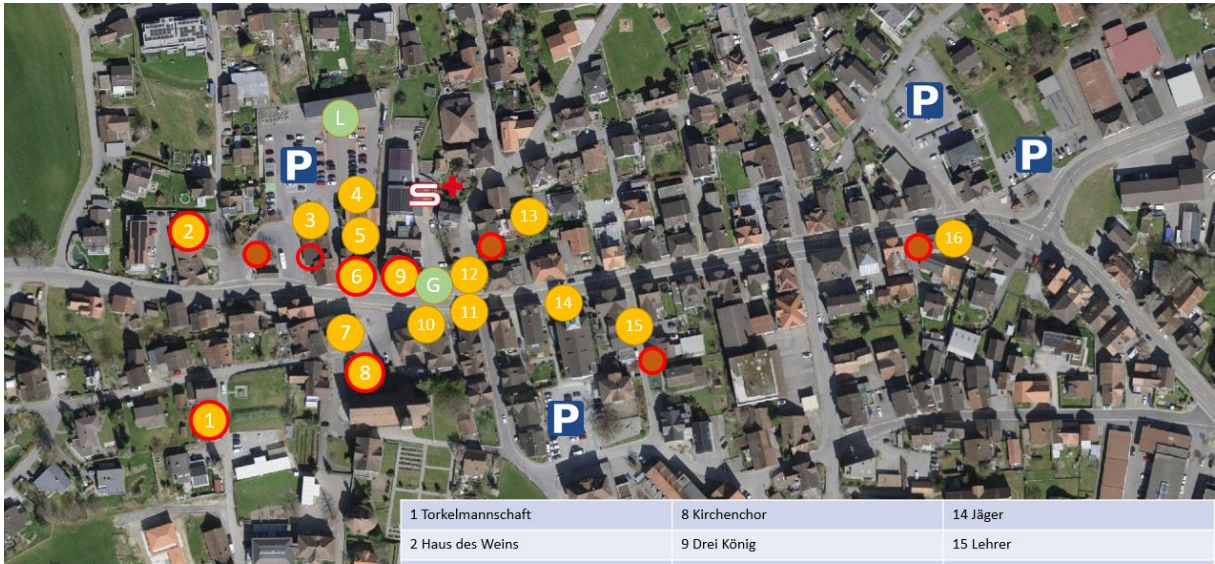 L
P
P
P
4
3
13
2
5
16
12
6
9
G
14
11
10
15
7
8
1
P
1 Torkelmannschaft
8 Kirchenchor
14 Jäger
2 Haus des Weins
9 Drei König
15 Lehrer